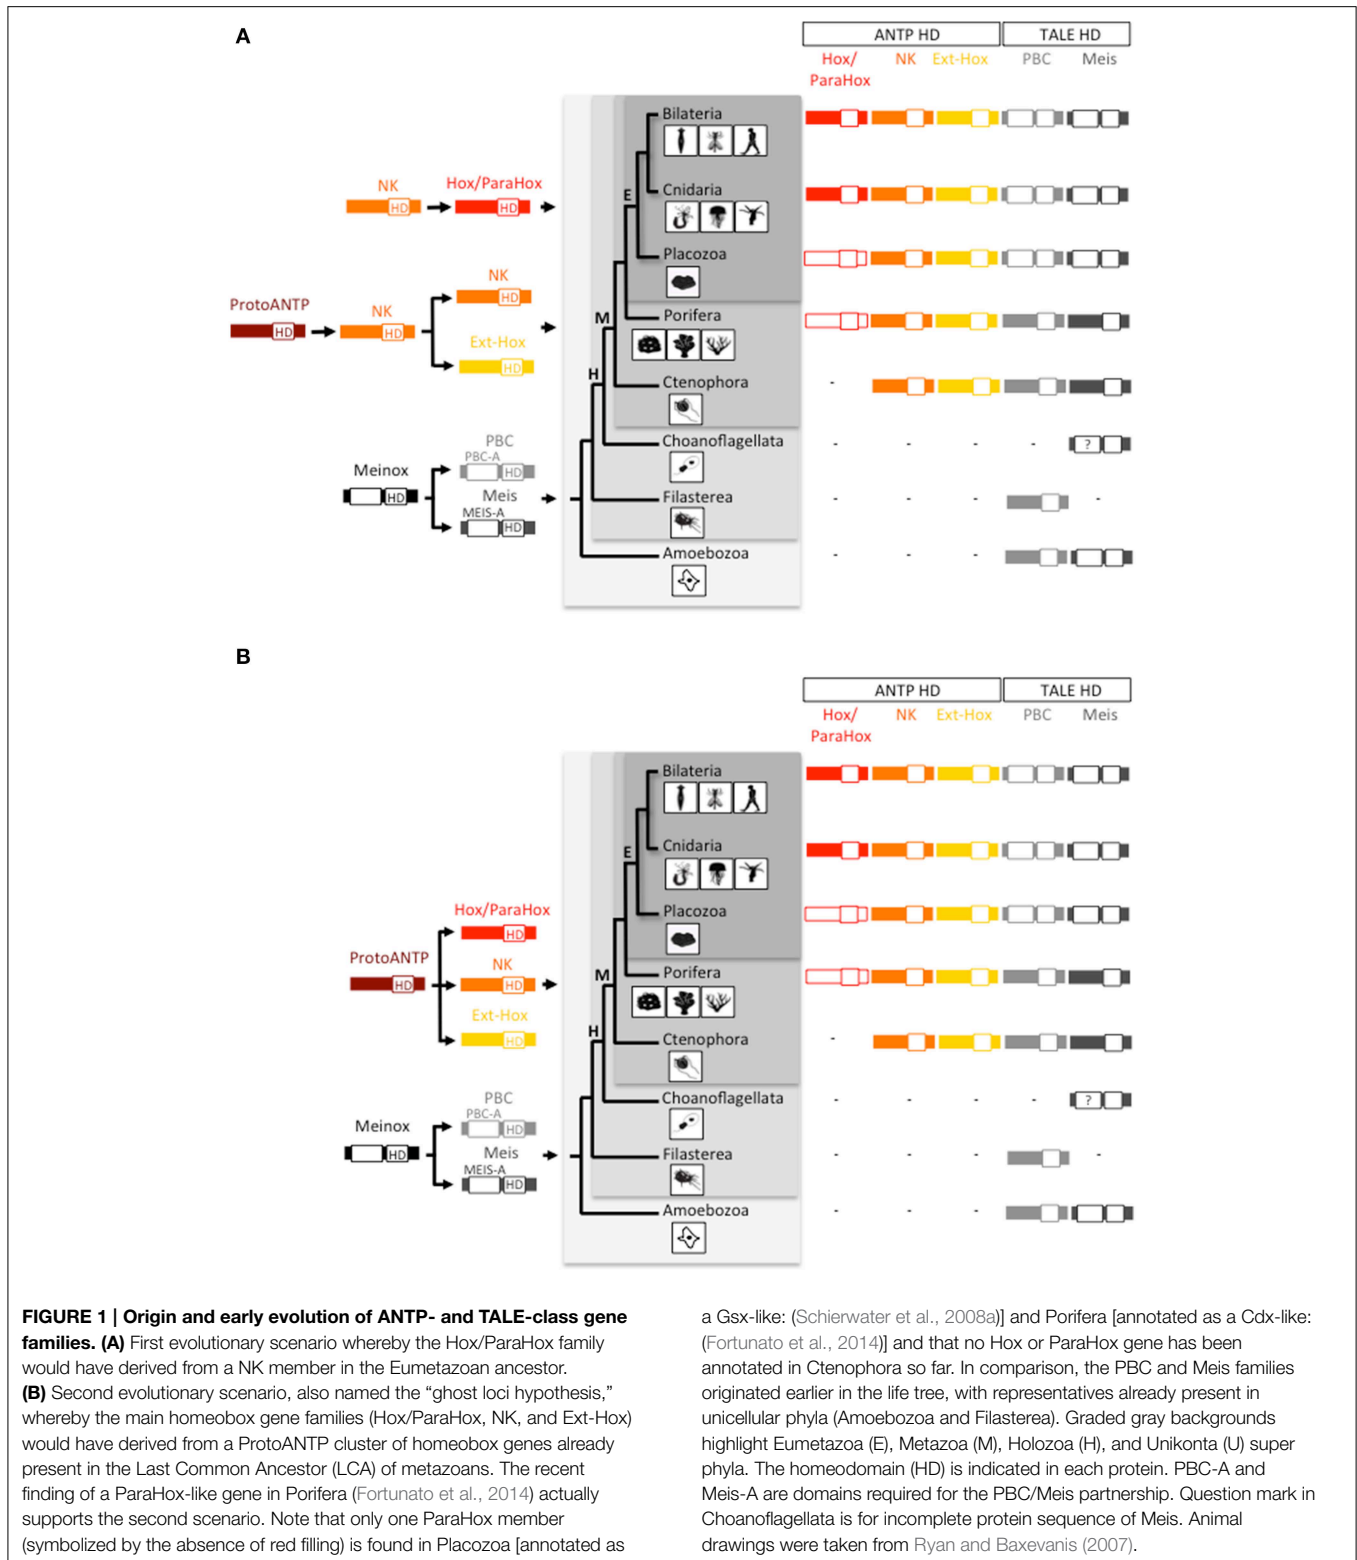 A
ANTP HD
TALE HD
Hox/
ParaHox
NK
Ext-Hox
PBC
Meis
Bilateria
NK
HD
Hox/ParaHox
HD
E
Cnidaria
Placozoa
ProtoANTP
HD
NK
HD
NK
HD
Ext-Hox
HD
M
Porifera
H
Ctenophora
-
Choanoflagellata
- - - -
?
Meinox
HD
PBC
PBC-A
HD
Meis
MEIS-A
HD
Filasterea
- - - -
Amoebozoa
- - -
B
ANTP HD
TALE HD
Hox/
ParaHox
NK
Ext-Hox
PBC
Meis
Bilateria
E
Cnidaria
Placozoa
ProtoANTP
HD
Hox/ParaHox
HD
NK
HD
Ext-Hox
HD
M
Porifera
H
Ctenophora
-
Choanoflagellata
- - - -
?
Meinox
HD
PBC
PBC-A
HD
Meis
MEIS-A
HD
Filasterea
- - - -
Amoebozoa
- - -
FIGURE 1 | Origin and early evolution of ANTP- and TALE-class gene
families. (A) First evolutionary scenario whereby the Hox/ParaHox family
would have derived from a NK member in the Eumetazoan ancestor.
(B) Second evolutionary scenario, also named the “ghost loci hypothesis,”
whereby the main homeobox gene families (Hox/ParaHox, NK, and Ext-Hox)
would have derived from a ProtoANTP cluster of homeobox genes already
present in the Last Common Ancestor (LCA) of metazoans. The recent
finding of a ParaHox-like gene in Porifera (Fortunato et al., 2014) actually
supports the second scenario. Note that only one ParaHox member
(symbolized by the absence of red filling) is found in Placozoa [annotated as
a Gsx-like: (Schierwater et al., 2008a)] and Porifera [annotated as a Cdx-like:
(Fortunato et al., 2014)] and that no Hox or ParaHox gene has been
annotated in Ctenophora so far. In comparison, the PBC and Meis families
originated earlier in the life tree, with representatives already present in
unicellular phyla (Amoebozoa and Filasterea). Graded gray backgrounds
highlight Eumetazoa (E), Metazoa (M), Holozoa (H), and Unikonta (U) super
phyla. The homeodomain (HD) is indicated in each protein. PBC-A and
Meis-A are domains required for the PBC/Meis partnership. Question mark in
Choanoflagellata is for incomplete protein sequence of Meis. Animal
drawings were taken from Ryan and Baxevanis (2007).